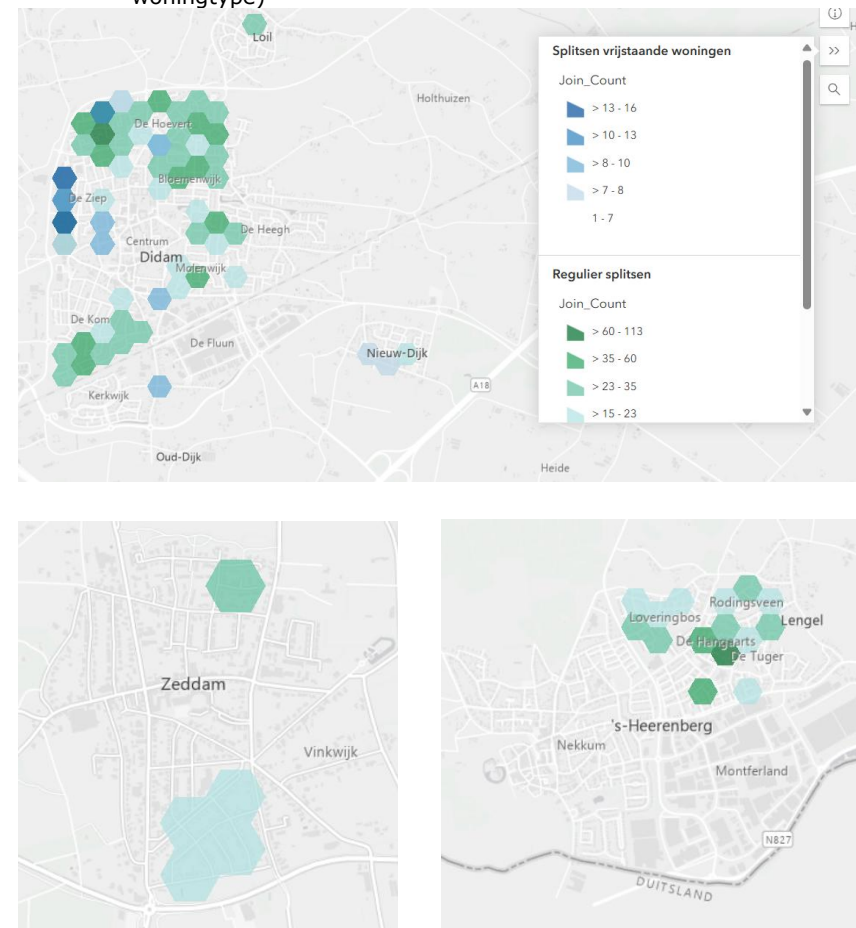 woningtype)
Loil
Holthuizen
De Hoevert
Bloemenwijk
De Ziep
De Heegh
Centrum
Didam
Molenwijk
De Kom
De Fluun
Nieuw-Dijk
A18
Kerkwijk
Oud-Dijk
Heide
Splitsen vrijstaande woningen
Join_Count
> 13 - 16
> 10 - 13
> 8 - 10
> 7 - 8
1 - 7
Regulier splitsen
Join_Count
> 60 - 113
> 35 - 60
> 23 - 35
> 15 - 23
Zeddam
Vinkwijk
Rodingsveen
Loveringbos
Lengel
De Hangaarts
De Tuger
's-Heerenberg
Nekkum
Montferland
N827
DUITSLAND